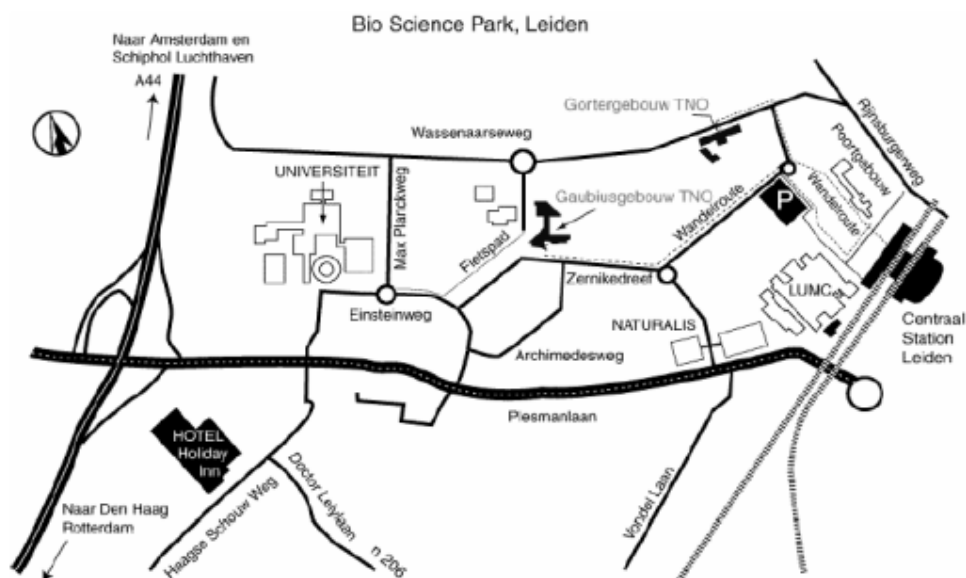 Bio Science Park, Leiden
Naar Amsterdam en
Schiphol Luchthaven
A44
Gortergebouw TNO
Rijnsburgerweg
Wassenaarseweg
Poortgebouw
UNIVERSITEIT
Max Planckweg
Gaubiusgebouw TNO
P
Wandelroute
Wandelroute
Fietspad
Zernikedreef
LUMC
Einsteinweg
NATURALIS
Centraal
Station
Leiden
Archimedesweg
Plesmanlaan
HOTEL
Holiday
Inn
Doctor Lelylaan
n 206
Vondel Laan
Haagse Schouw Weg
Naar Den Haag
Rotterdam